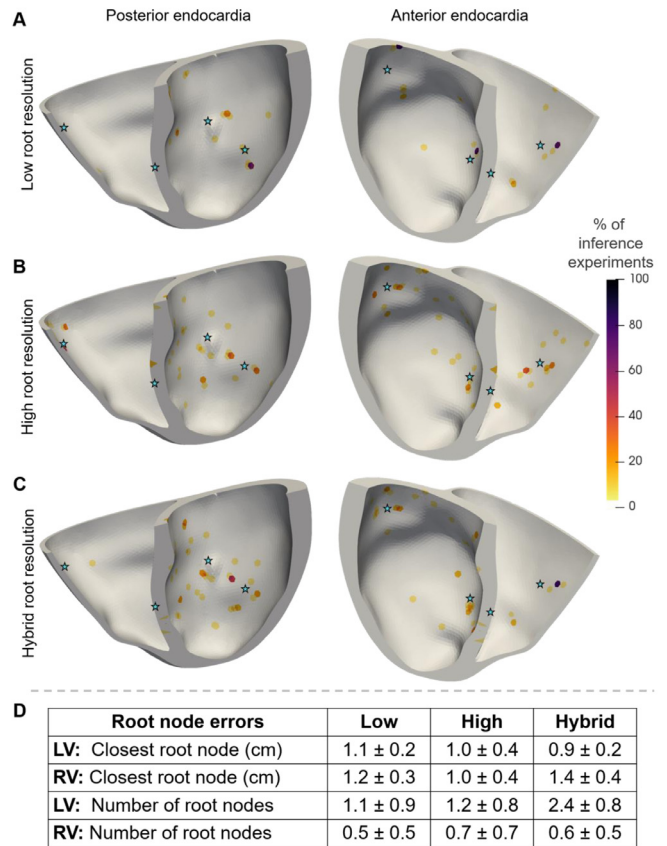 A
Posterior endocardia
Anterior endocardia
Low root resolution
% of
inference
experiments
100
80
60
40
20
0
B
High root resolution
C
Hybrid root resolution
D
Root node errors Low High Hybrid
LV: Closest root node (cm) 1.1 ± 0.2 1.0 ± 0.4 0.9 ± 0.2
RV: Closest root node (cm) 1.2 ± 0.3 1.0 ± 0.4 1.4 ± 0.4
LV: Number of root nodes 1.1 ± 0.9 1.2 ± 0.8 2.4 ± 0.8
RV: Number of root nodes 0.5 ± 0.5 0.7 ± 0.7 0.6 ± 0.5